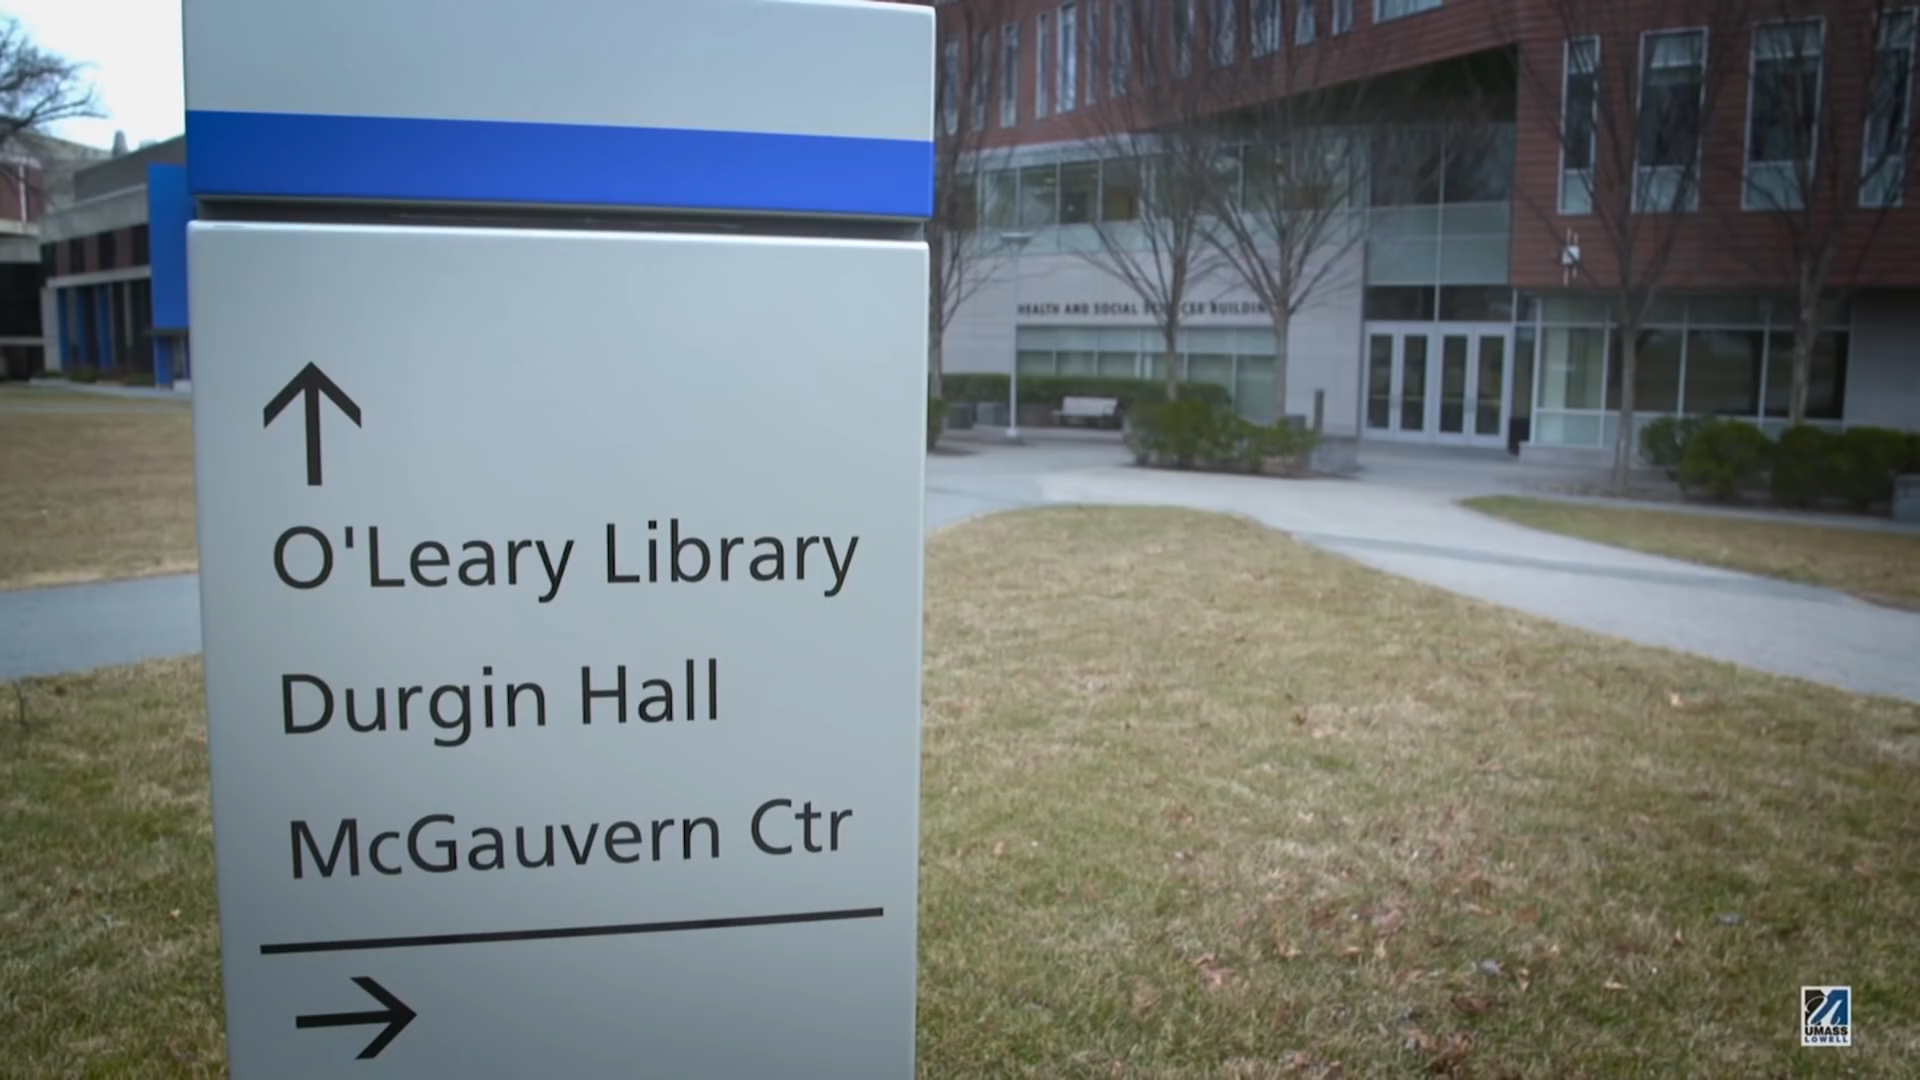 O'Leary Library
Durgin Hall
McGauvern Ctr
HEALTH AND SOCIAL SCIENCES BUILDING
UMASS
LOWELL